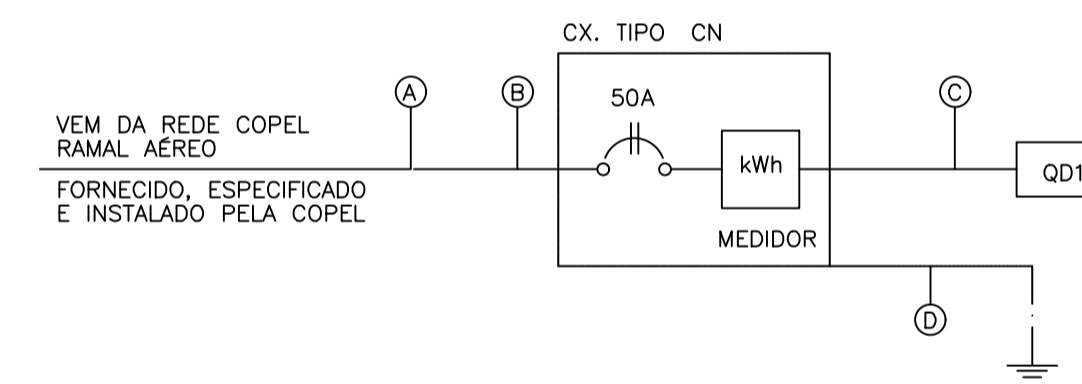 CX. TIPO CN
A
B
50A
C
VEM DA REDE COPEL
RAMAL AÉREO
kWh
QD1
FORNECIDO, ESPECIFICADO
E INSTALADO PELA COPEL
MEDIDOR
D